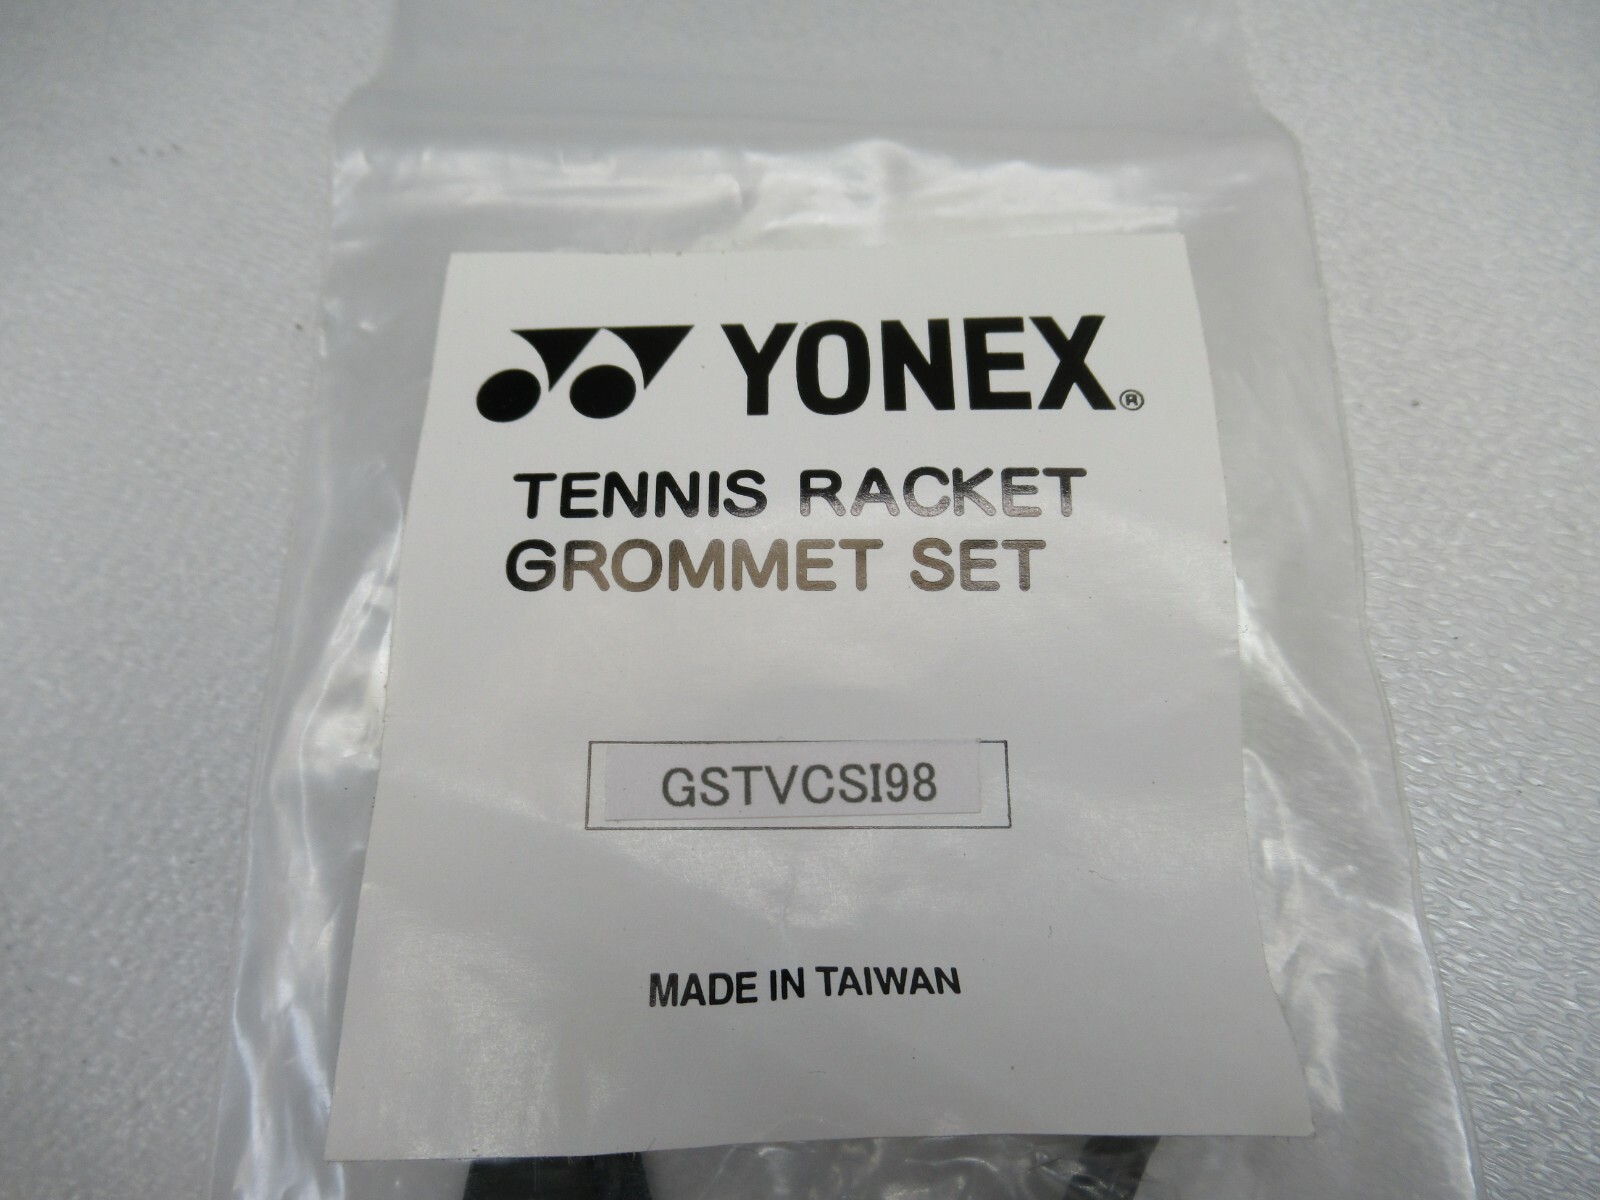 YONEX®
TENNIS RACKET
GROMMET SET
GSTVCSI98
MADE IN TAIWAN